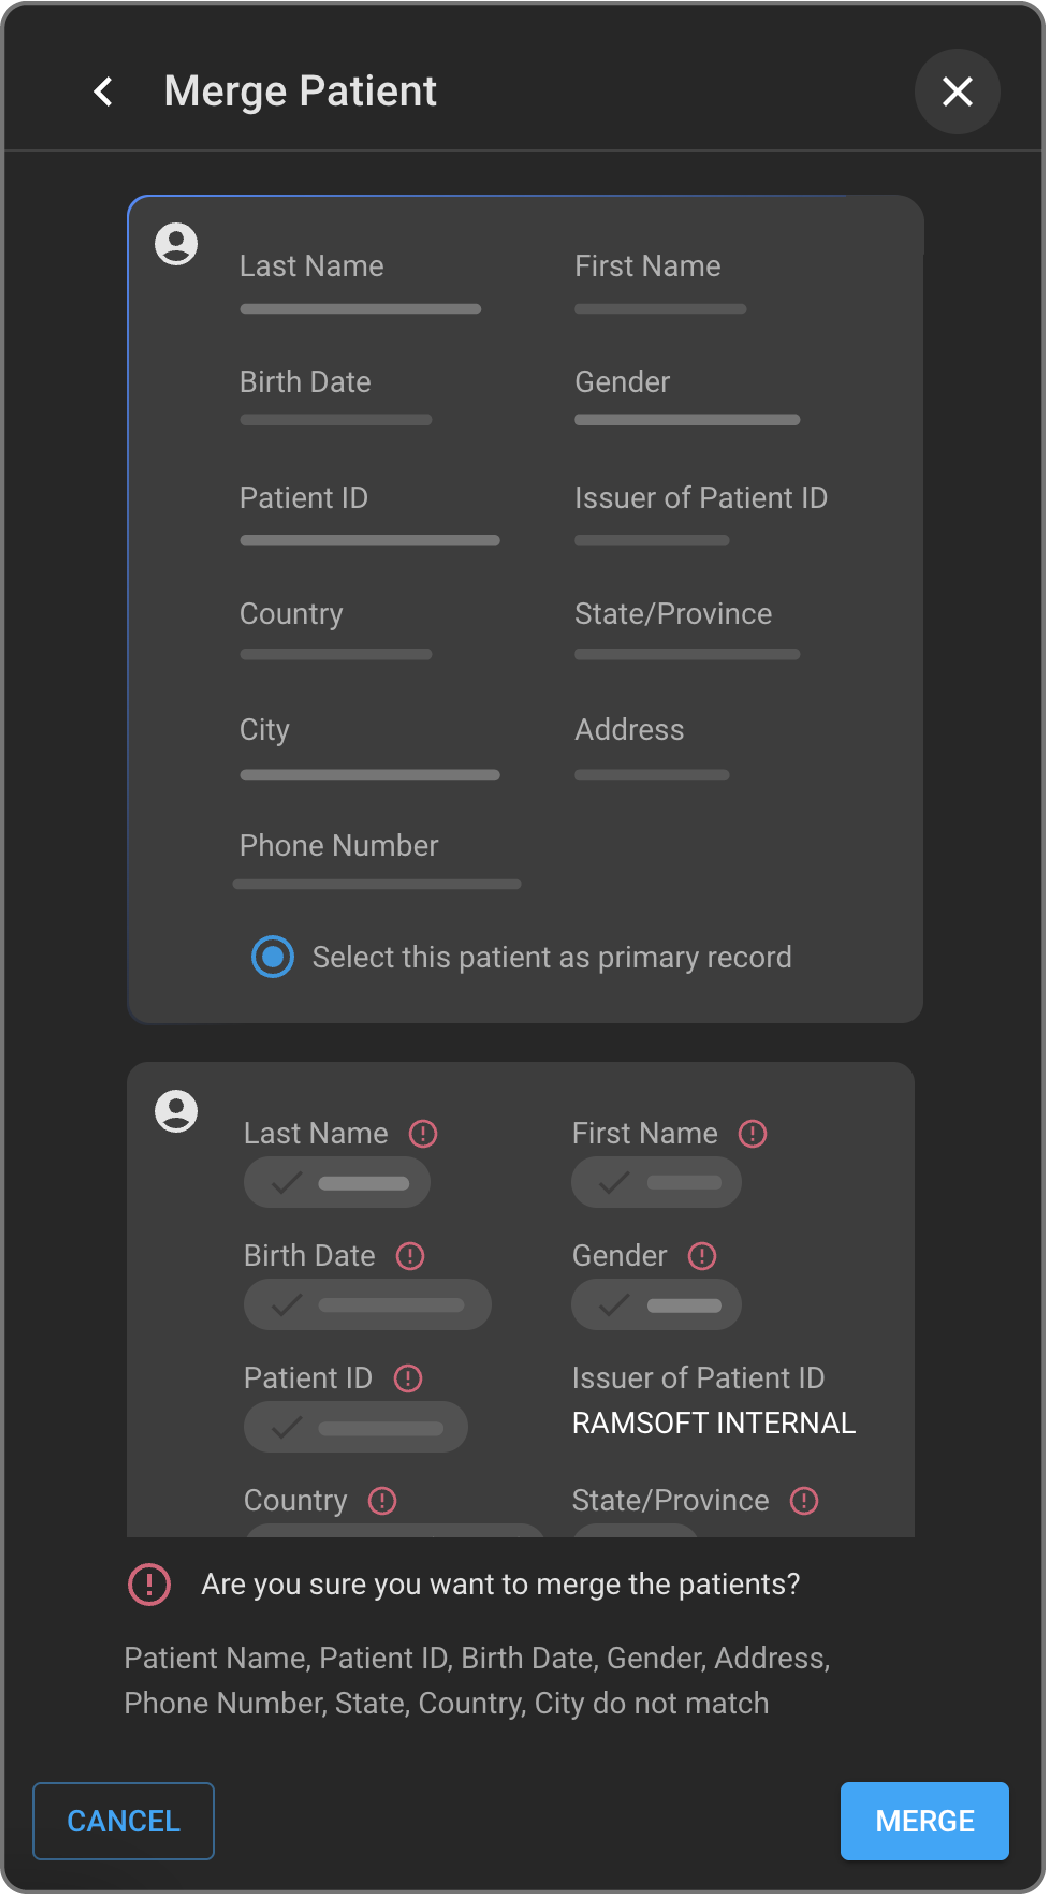 Merge Patient
Last Name First Name
Birth Date Gender
Patient ID Issuer of Patient ID
Country State/Province
City Address
Phone Number
Select this patient as primary record
Last Name First Name
Birth Date Gender
Patient ID Issuer of Patient ID
RAMSOFT INTERNAL
Country State/Province
Are you sure you want to merge the patients?
Patient Name, Patient ID, Birth Date, Gender, Address,
Phone Number, State, Country, City do not match
CANCEL MERGE